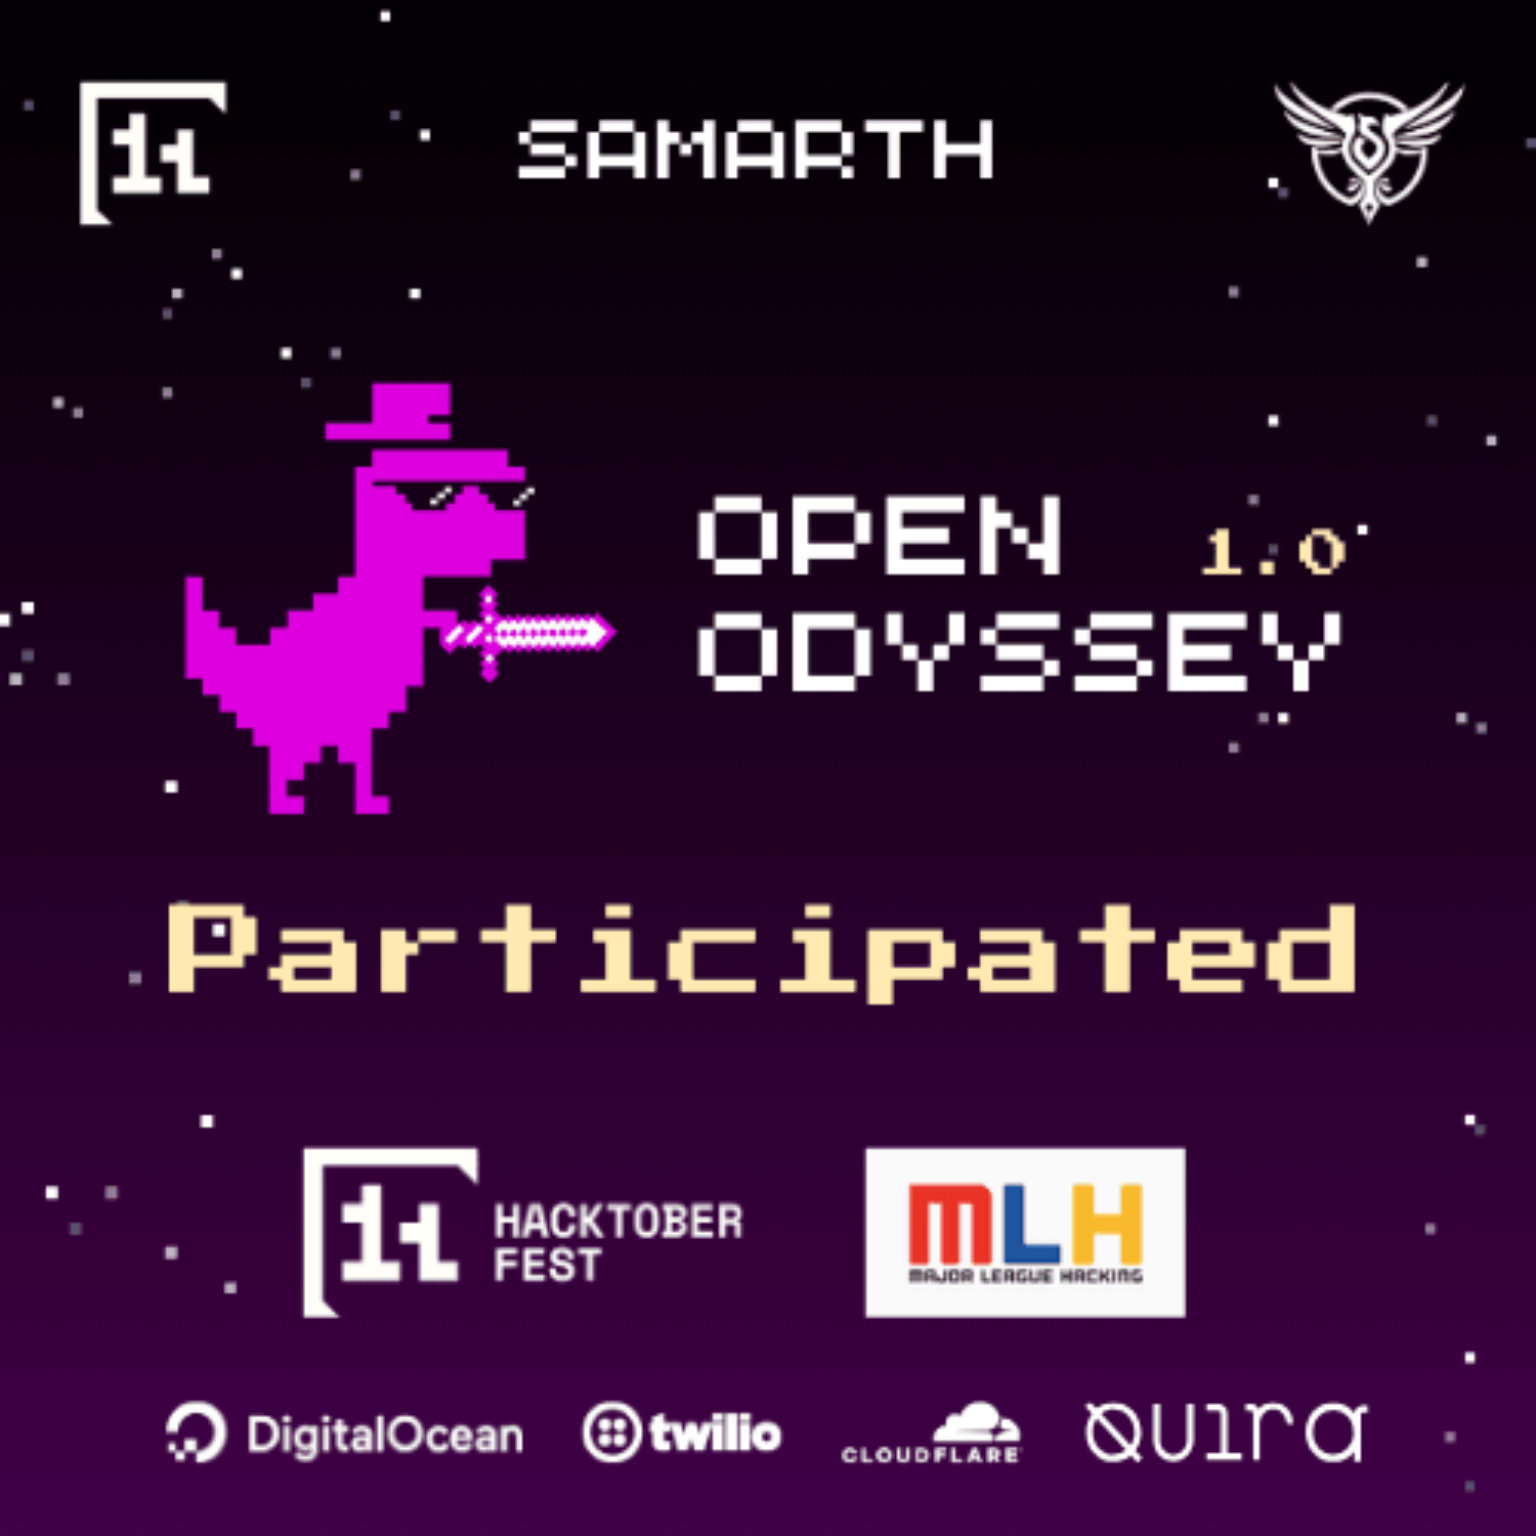 SAMARTH
OPEN 1.0
ODYSSEY
Participated
HACKTOBER
FEST
MLH
MAJOR LEAGUE HACKING
DigitalOcean twilio CLOUDFLARE QUIRA